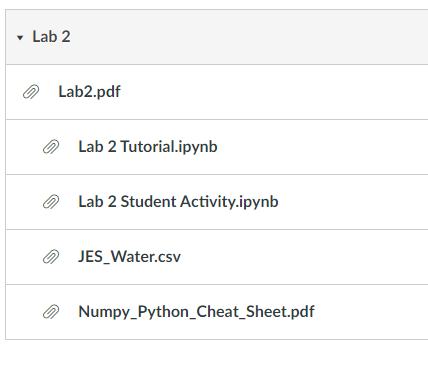 Lab 2
Lab2.pdf
Lab 2 Tutorial.ipynb
Lab 2 Student Activity.ipynb
JES_Water.csv
Numpy_Python_Cheat_Sheet.pdf